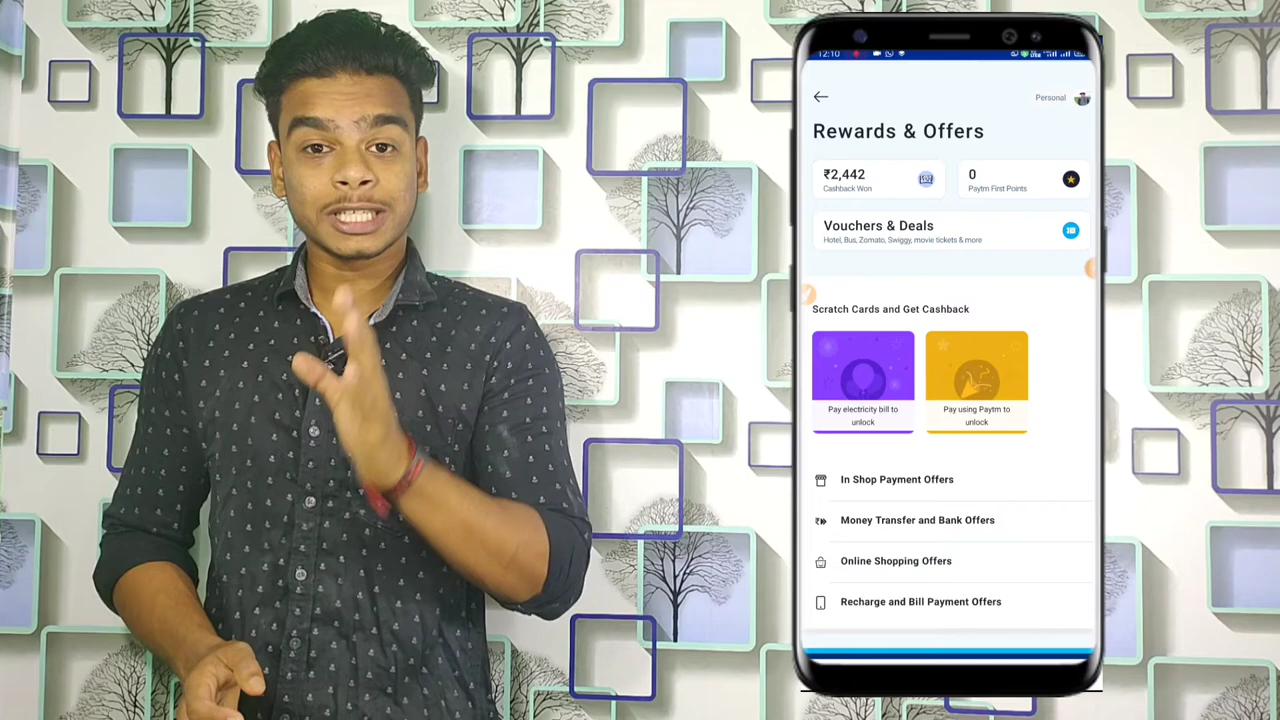 12:10
Personal
Rewards & Offers
₹2,442
Cashback Won
0
Paytm First Points
Vouchers & Deals
Hotel, Bus, Zomato, Swiggy, movie tickets & more
Scratch Cards and Get Cashback
Pay electricity bill to
unlock
Pay using Paytm to
unlock
In Shop Payment Offers
Money Transfer and Bank Offers
Online Shopping Offers
Recharge and Bill Payment Offers